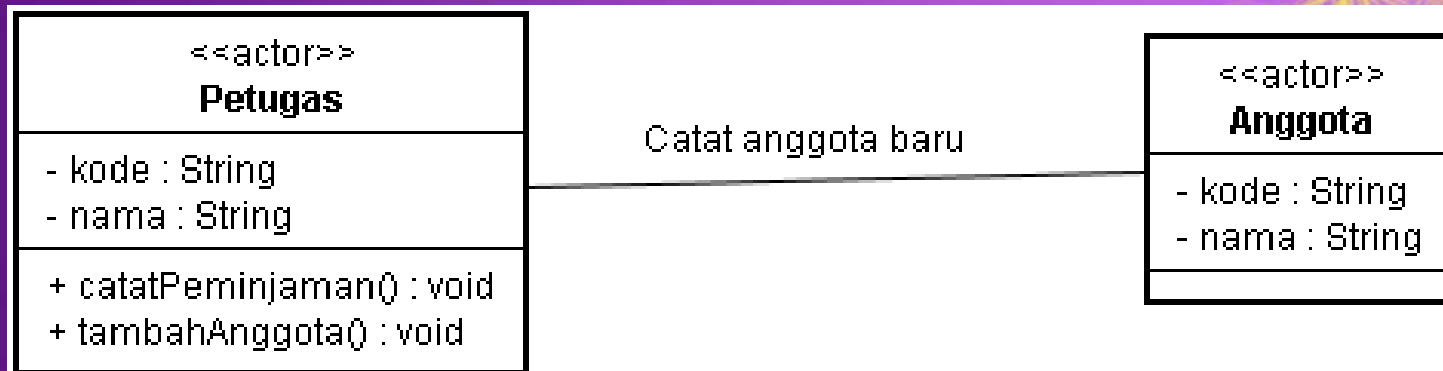 <<actor>>
Petugas
- kode : String
- nama : String
+ catatPeminjaman() : void
+ tambahAnggota() : void
Catat anggota baru
<<actor>>
Anggota
- kode : String
- nama : String